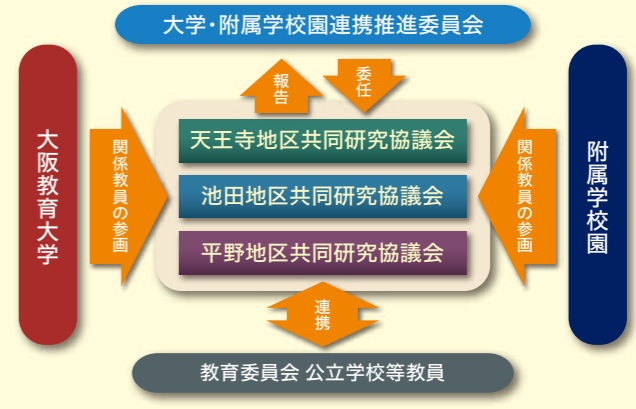 大学・附属学校園連携推進委員会
報告
委任
大阪教育大学
関係教員の参画
天王寺地区共同研究協議会
池田地区共同研究協議会
平野地区共同研究協議会
関係教員の参画
附属学校園
連携
教育委員会 公立学校等教員